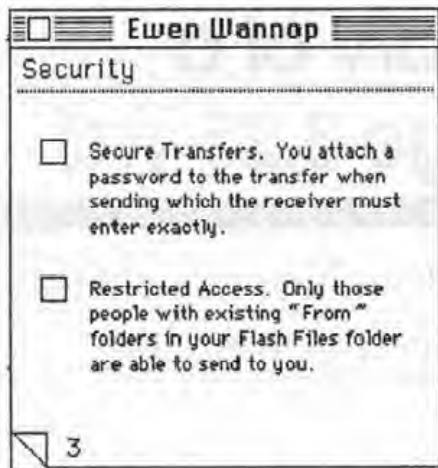 Ewen Wannop
Security
Secure Transfers. You attach a
password to the transfer when
sending which the receiver must
enter exactly.
Restricted Access. Only those
people with existing "From"
folders in your Flash Files folder
are able to send to you.
3